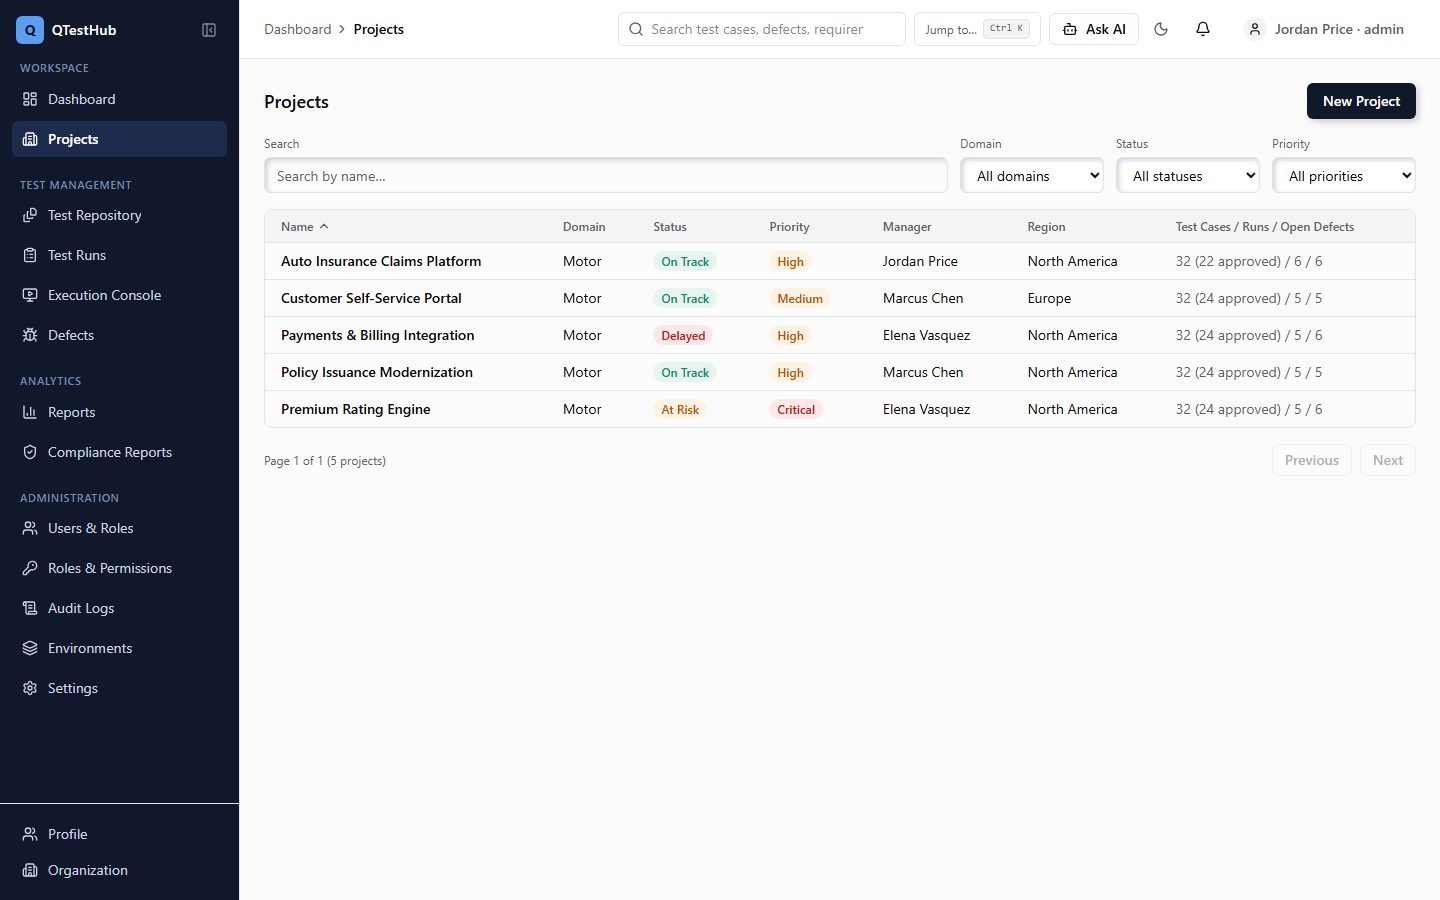 Q QTestHub
WORKSPACE
Dashboard
Projects
TEST MANAGEMENT
Test Repository
Test Runs
Execution Console
Defects
ANALYTICS
Reports
Compliance Reports
ADMINISTRATION
Users & Roles
Roles & Permissions
Audit Logs
Environments
Settings
Profile
Organization
Dashboard > Projects
Search test cases, defects, requirer
Jump to... Ctrl K
Ask AI
Jordan Price · admin
Projects
New Project
Search Domain Status Priority
Search by name... All domains All statuses All priorities
Name Domain Status Priority Manager Region Test Cases / Runs / Open Defects
Auto Insurance Claims Platform Motor On Track High Jordan Price North America 32 (22 approved) / 6 / 6
Customer Self-Service Portal Motor On Track Medium Marcus Chen Europe 32 (24 approved) / 5 / 5
Payments & Billing Integration Motor Delayed High Elena Vasquez North America 32 (24 approved) / 5 / 6
Policy Issuance Modernization Motor On Track High Marcus Chen North America 32 (24 approved) / 5 / 5
Premium Rating Engine Motor At Risk Critical Elena Vasquez North America 32 (24 approved) / 5 / 6
Page 1 of 1 (5 projects)
Previous Next